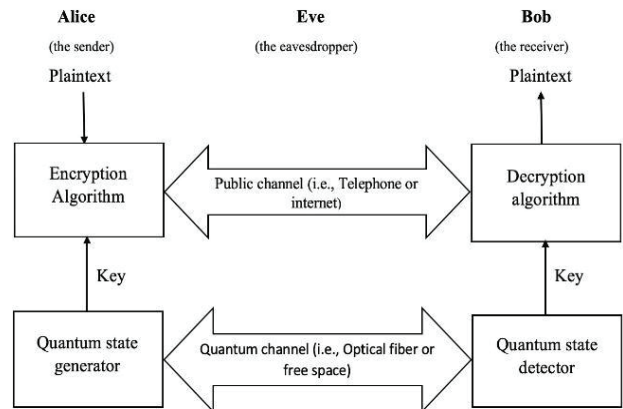 Alice Eve Bob
(the sender) (the eavesdropper) (the receiver)
Plaintext Plaintext
Encryption
Algorithm
Public channel (i.e., Telephone or
internet)
Decryption
algorithm
Key Key
Quantum state
generator
Quantum channel (i.e., Optical fiber or
free space)
Quantum state
detector